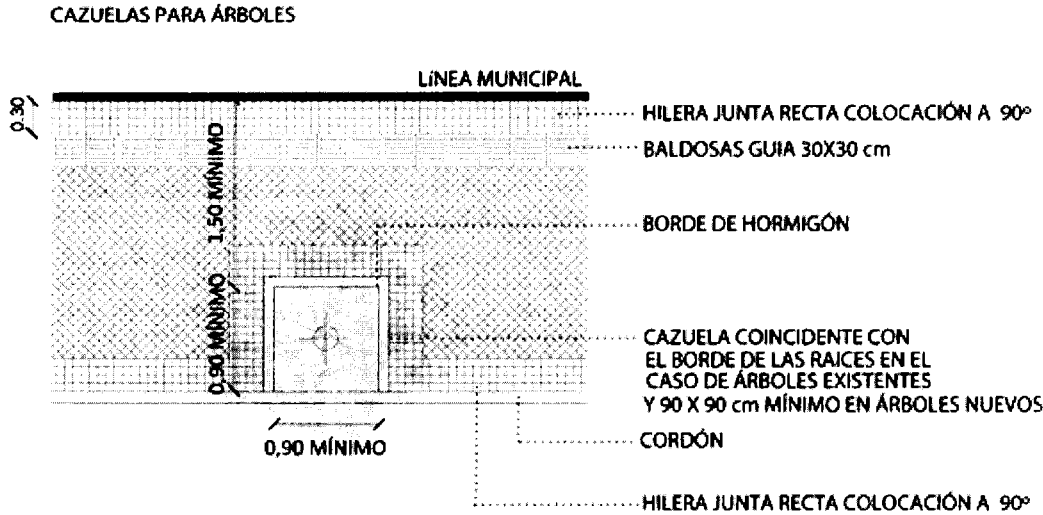 CAZUELAS PARA ÁRBOLES
LÍNEA MUNICIPAL
0.30
HILERA JUNTA RECTA COLOCACIÓN A 90º
BALDOSAS GUIA 30X30 cm
1,50 MÍNIMO
BORDE DE HORMIGÓN
0,90 MÍNIMO
CAZUELA COINCIDENTE CON
EL BORDE DE LAS RAICES EN EL
CASO DE ÁRBOLES EXISTENTES
Y 90 X 90 cm MÍNIMO EN ÁRBOLES NUEVOS
0,90 MÍNIMO
CORDÓN
HILERA JUNTA RECTA COLOCACIÓN A 90º